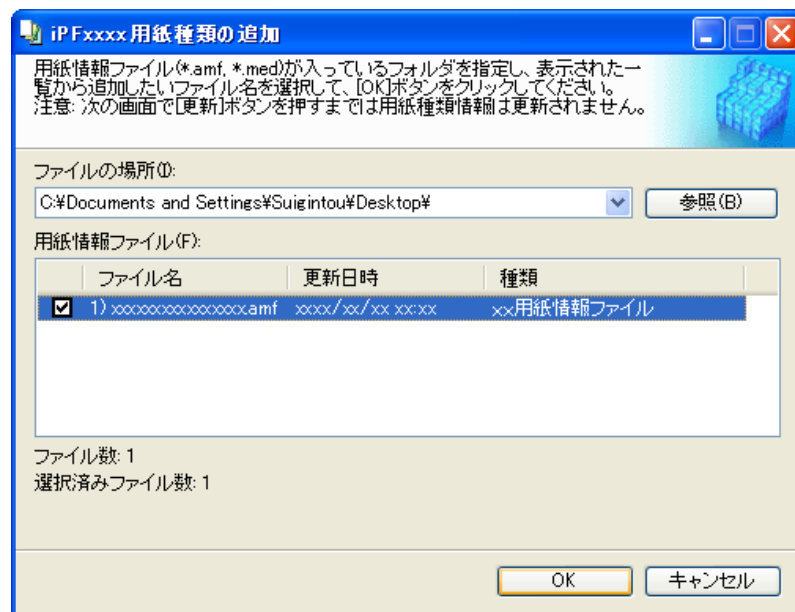 iPFxxxx用紙種類の追加
用紙情報ファイル(*.amf, *.med)が入っているフォルダを指定し、表示された一
覧から追加したいファイル名を選択して、[OK]ボタンをクリックしてください。
注意: 次の画面で[更新]ボタンを押すまでは用紙種類情報は更新されません。
ファイルの場所(I):
C:¥Documents and Settings¥Suigintou¥Desktop¥
参照(B)
用紙情報ファイル(F):
ファイル名 更新日時 種類
1) xxxxxxxxxxxxxxxx.amf xxxx/xx/xx xx:xx xx用紙情報ファイル
ファイル数: 1
選択済みファイル数: 1
OK キャンセル